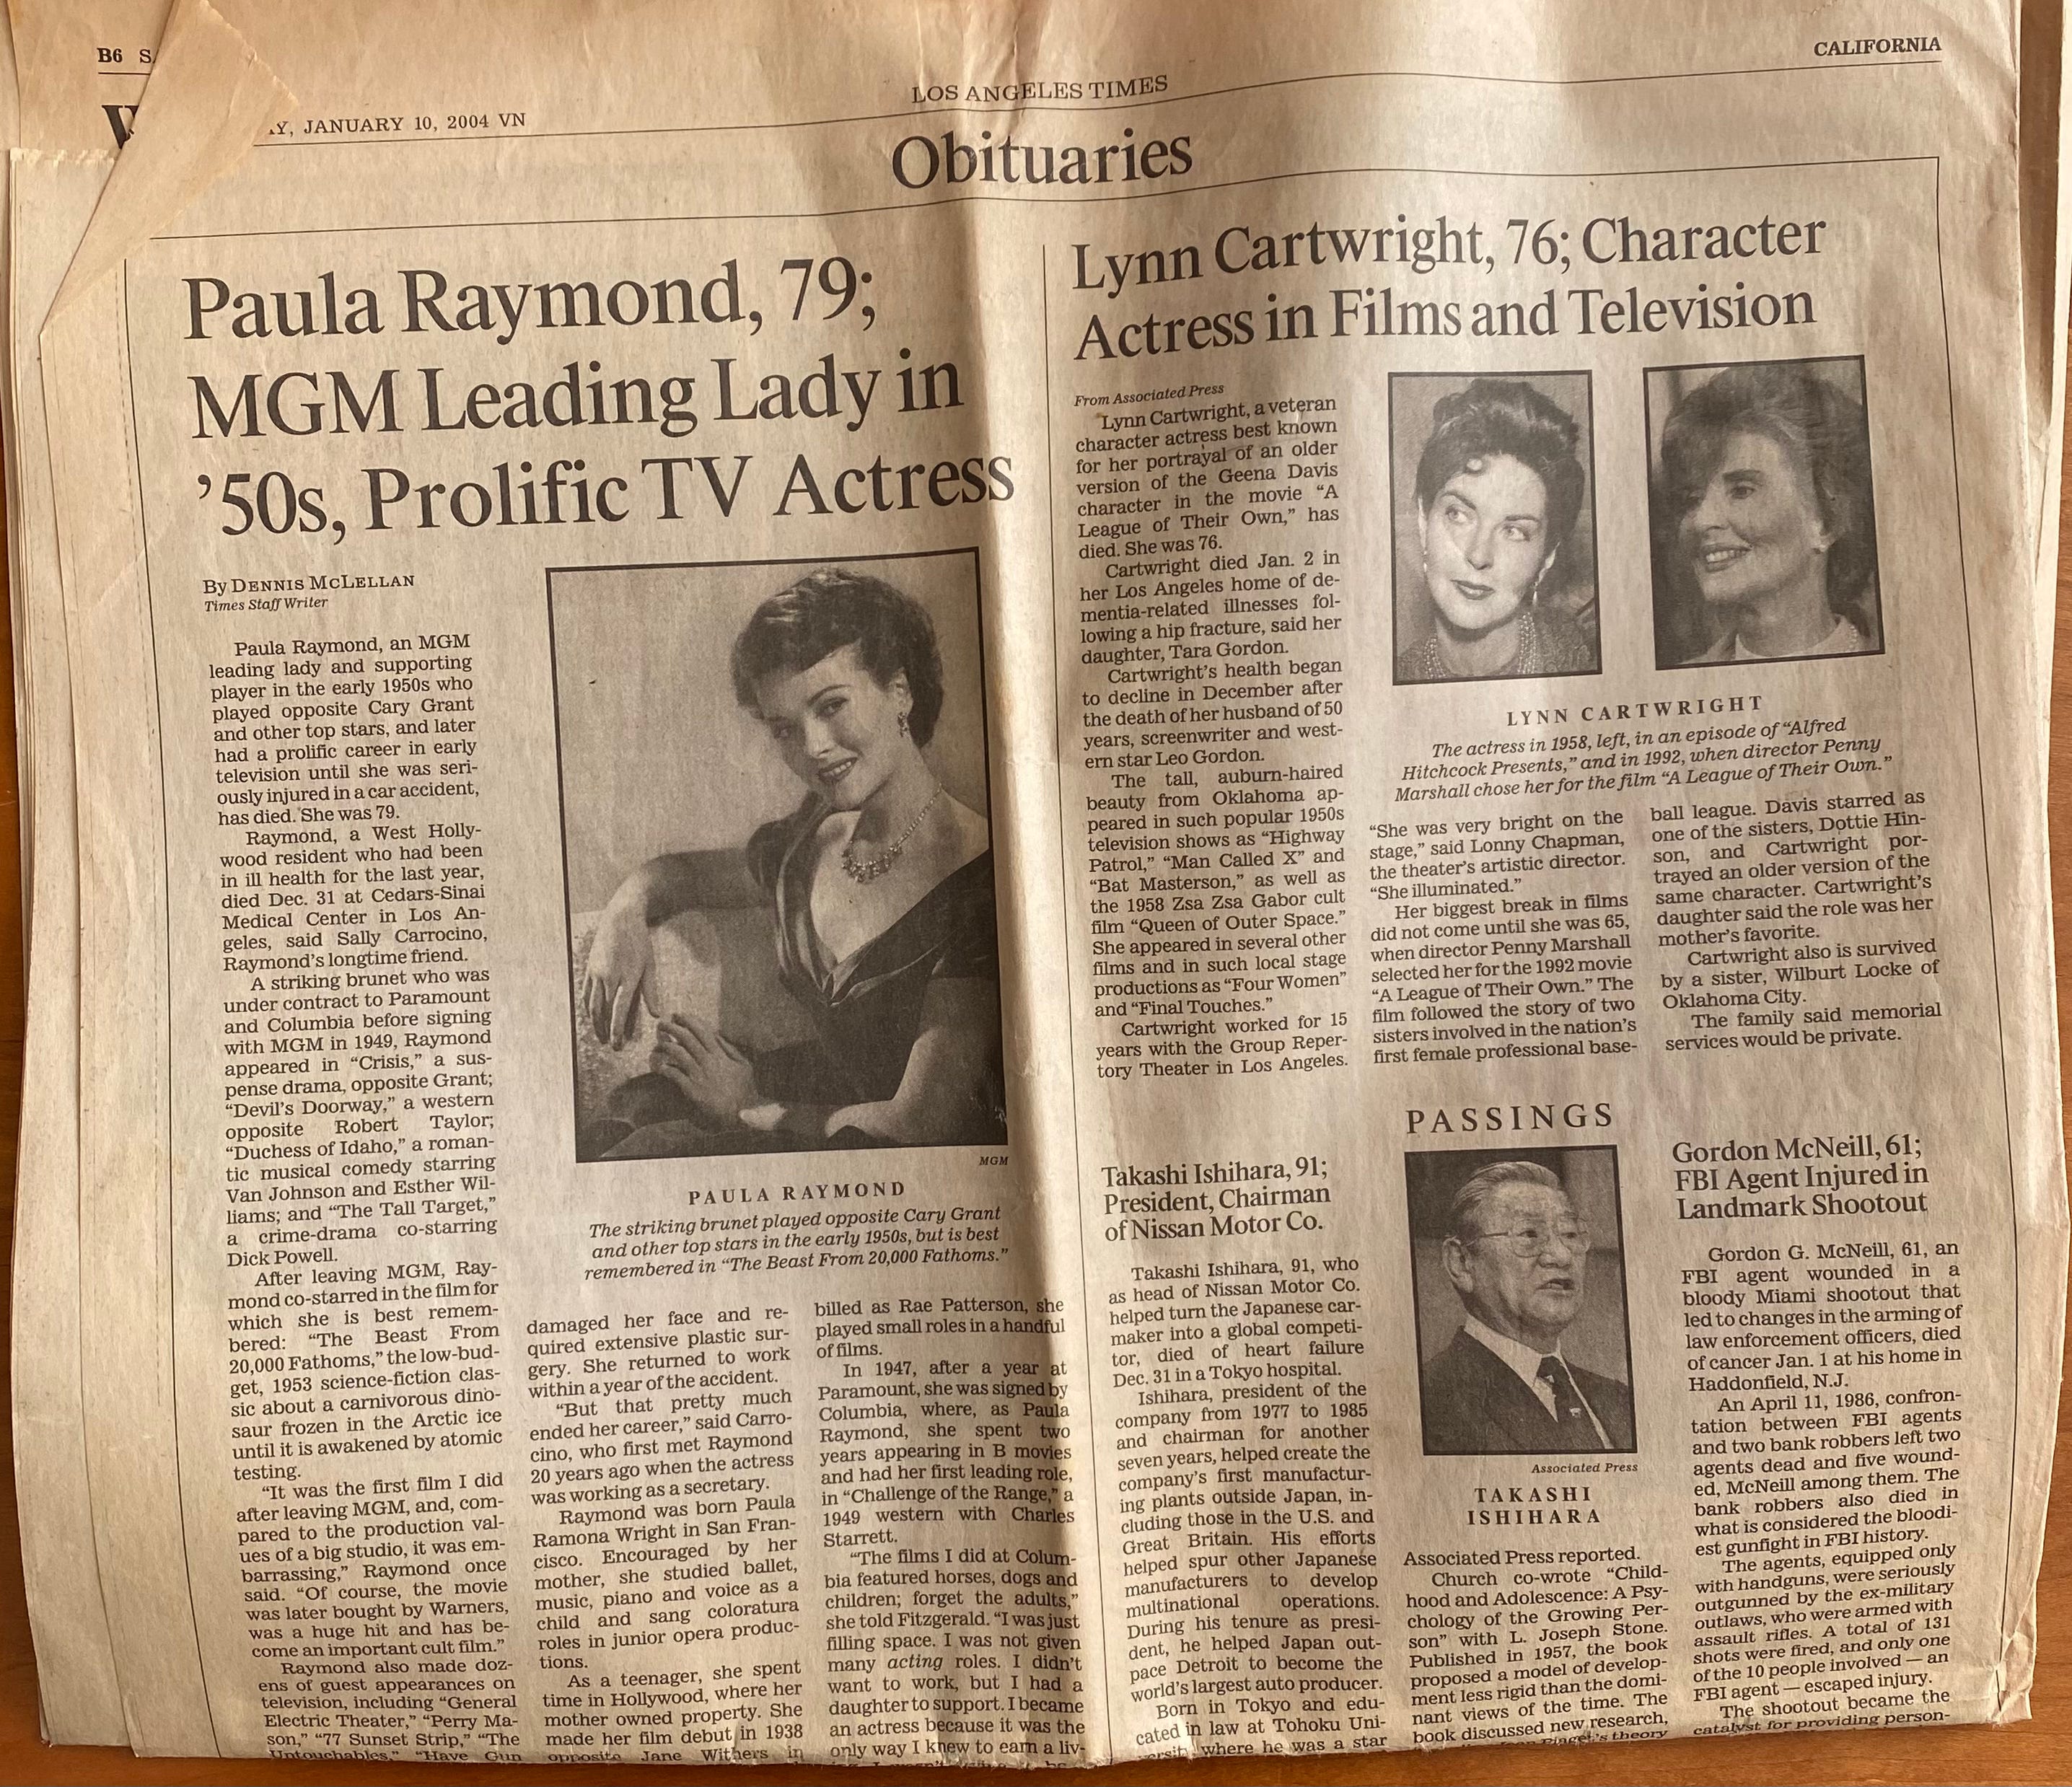 B6
CALIFORNIA
LOS ANGELES TIMES
JANUARY 10, 2004 VN
Obituaries
Paula Raymond, 79;
MGM Leading Lady in
’50s, Prolific TV Actress
By DENNIS MCLELLAN
Times Staff Writer
Paula Raymond, an MGM
leading lady and supporting
player in the early 1950s who
played opposite Cary Grant
and other top stars, and later
had a prolific career in early
television until she was seri-
ously injured in a car accident,
has died. She was 79.
Raymond, a West Holly-
wood resident who had been
in ill health for the last year,
died Dec. 31 at Cedars-Sinai
Medical Center in Los An-
geles, said Sally Carrocino,
Raymond’s longtime friend.
A striking brunet who was
under contract to Paramount
and Columbia before signing
with MGM in 1949, Raymond
appeared in “Crisis,” a sus-
pense drama, opposite Grant;
“Devil’s Doorway,” a western
opposite Robert Taylor;
“Duchess of Idaho,” a roman-
tic musical comedy starring
Van Johnson and Esther Wil-
liams; and “The Tall Target,”
a crime-drama co-starring
Dick Powell.
After leaving MGM, Ray-
mond co-starred in the film for
which she is best remem-
bered: “The Beast From
20,000 Fathoms,” the low-bud-
get, 1953 science-fiction clas-
sic about a carnivorous dino-
saur frozen in the Arctic ice
until it is awakened by atomic
testing.
“It was the first film I did
after leaving MGM, and, com-
pared to the production val-
ues of a big studio, it was em-
barrassing,” Raymond once
said. “Of course, the movie
was later bought by Warners,
was a huge hit and has be-
come an important cult film.”
Raymond also made doz-
ens of guest appearances on
television, including “General
Electric Theater,” “Perry Ma-
son,” “77 Sunset Strip,” “The
Untouchables,” “Have Gun
MGM
PAULA RAYMOND
The striking brunet played opposite Cary Grant
and other top stars in the early 1950s, but is best
remembered in “The Beast From 20,000 Fathoms.”
damaged her face and re-
quired extensive plastic sur-
gery. She returned to work
within a year of the accident.
“But that pretty much
ended her career,” said Carro-
cino, who first met Raymond
20 years ago when the actress
was working as a secretary.
Raymond was born Paula
Ramona Wright in San Fran-
cisco. Encouraged by her
mother, she studied ballet,
music, piano and voice as a
child and sang coloratura
roles in junior opera produc-
tions.
As a teenager, she spent
time in Hollywood, where her
mother owned property. She
made her film debut in 1938
opposite Jane Withers in
billed as Rae Patterson, she
played small roles in a handful
of films.
In 1947, after a year at
Paramount, she was signed by
Columbia, where, as Paula
Raymond, she spent two
years appearing in B movies
and had her first leading role,
in “Challenge of the Range,” a
1949 western with Charles
Starrett.
“The films I did at Colum-
bia featured horses, dogs and
children; forget the adults,”
she told Fitzgerald. “I was just
filling space. I was not given
many acting roles. I didn’t
want to work, but I had a
daughter to support. I became
an actress because it was the
only way I knew to earn a liv-
Lynn Cartwright, 76; Character
Actress in Films and Television
From Associated Press
Lynn Cartwright, a veteran
character actress best known
for her portrayal of an older
version of the Geena Davis
character in the movie “A
League of Their Own,” has
died. She was 76.
Cartwright died Jan. 2 in
her Los Angeles home of de-
mentia-related illnesses fol-
lowing a hip fracture, said her
daughter, Tara Gordon.
Cartwright’s health began
to decline in December after
the death of her husband of 50
years, screenwriter and west-
ern star Leo Gordon.
The tall, auburn-haired
beauty from Oklahoma ap-
peared in such popular 1950s
television shows as “Highway
Patrol,” “Man Called X” and
“Bat Masterson,” as well as
the 1958 Zsa Zsa Gabor cult
film “Queen of Outer Space.”
She appeared in several other
films and in such local stage
productions as “Four Women”
and “Final Touches.”
Cartwright worked for 15
years with the Group Reper-
tory Theater in Los Angeles.
LYNN CARTWRIGHT
The actress in 1958, left, in an episode of “Alfred
Hitchcock Presents,” and in 1992, when director Penny
Marshall chose her for the film “A League of Their Own.”
“She was very bright on the
stage,” said Lonny Chapman,
the theater’s artistic director.
“She illuminated.”
Her biggest break in films
did not come until she was 65,
when director Penny Marshall
selected her for the 1992 movie
“A League of Their Own.” The
film followed the story of two
sisters involved in the nation’s
first female professional base-
ball league. Davis starred as
one of the sisters, Dottie Hin-
son, and Cartwright por-
trayed an older version of the
same character. Cartwright’s
daughter said the role was her
mother’s favorite.
Cartwright also is survived
by a sister, Wilburt Locke of
Oklahoma City.
The family said memorial
services would be private.
PASSINGS
Takashi Ishihara, 91;
President, Chairman
of Nissan Motor Co.
Takashi Ishihara, 91, who
as head of Nissan Motor Co.
helped turn the Japanese car-
maker into a global competi-
tor, died of heart failure
Dec. 31 in a Tokyo hospital.
Ishihara, president of the
company from 1977 to 1985
and chairman for another
seven years, helped create the
company’s first manufactur-
ing plants outside Japan, in-
cluding those in the U.S. and
Great Britain. His efforts
helped spur other Japanese
manufacturers to develop
multinational operations.
During his tenure as presi-
dent, he helped Japan out-
pace Detroit to become the
world’s largest auto producer.
Born in Tokyo and edu-
cated in law at Tohoku Uni-
where he was a star
Associated Press
TAKASHI
ISHIHARA
Associated Press reported.
Church co-wrote “Child-
hood and Adolescence: A Psy-
chology of the Growing Per-
son” with L. Joseph Stone.
Published in 1957, the book
proposed a model of develop-
ment less rigid than the domi-
nant views of the time. The
book discussed new research,
Piaget’s theory
Gordon McNeill, 61;
FBI Agent Injured in
Landmark Shootout
Gordon G. McNeill, 61, an
FBI agent wounded in a
bloody Miami shootout that
led to changes in the arming of
law enforcement officers, died
of cancer Jan. 1 at his home in
Haddonfield, N.J.
An April 11, 1986, confron-
tation between FBI agents
and two bank robbers left two
agents dead and five wound-
ed, McNeill among them. The
bank robbers also died in
what is considered the bloodi-
est gunfight in FBI history.
The agents, equipped only
with handguns, were seriously
outgunned by the ex-military
outlaws, who were armed with
assault rifles. A total of 131
shots were fired, and only one
of the 10 people involved — an
FBI agent — escaped injury.
The shootout became the
catalyst for providing person-